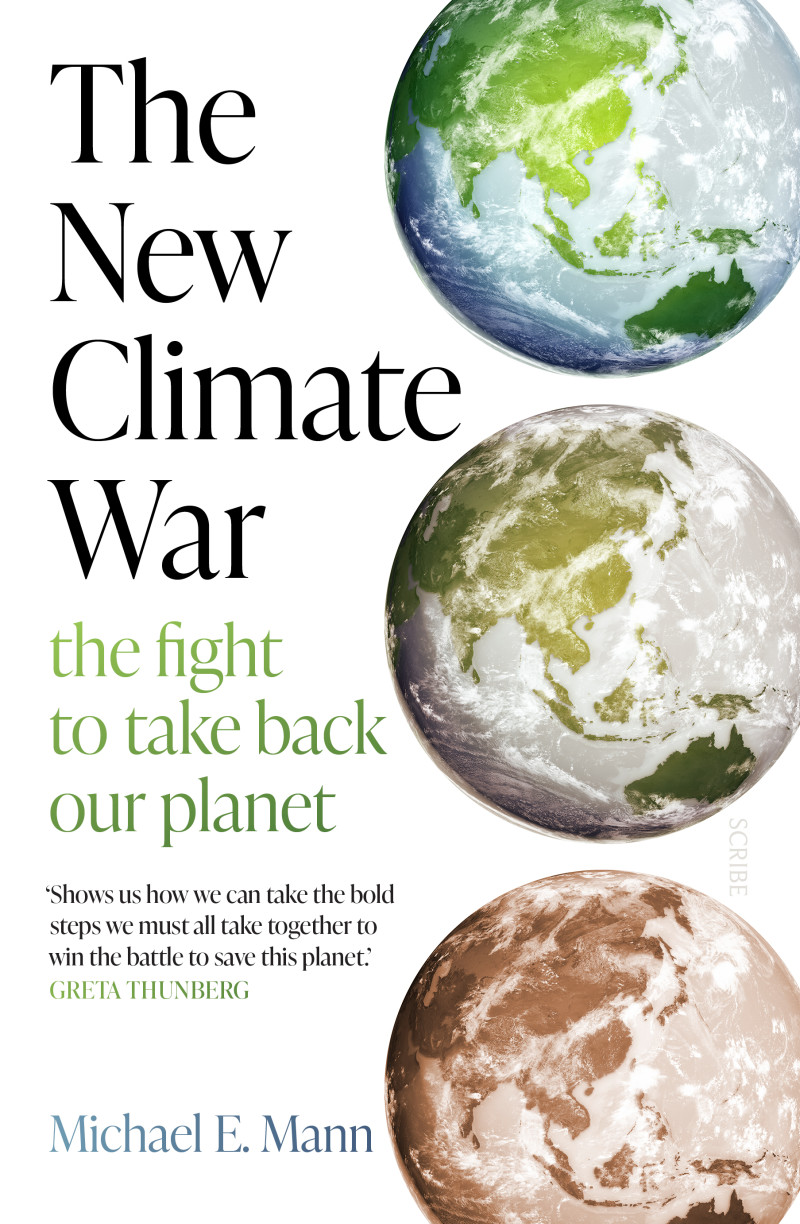 The
New
Climate
War
the fight
to take back
our planet
‘Shows us how we can take the bold
steps we must all take together to
win the battle to save this planet.’
GRETA THUNBERG
Michael E. Mann
SCRIBE